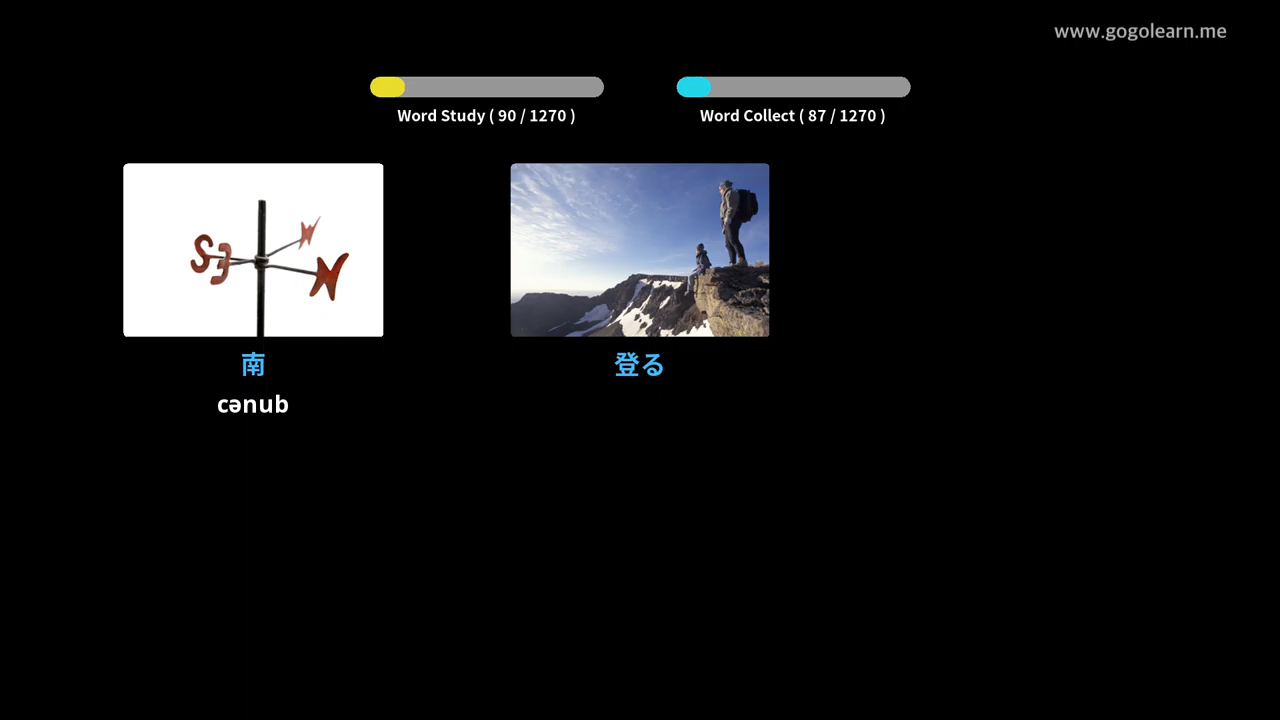 www.gogolearn.me
Word Study ( 90 / 1270 )
Word Collect ( 87 / 1270 )
S
E
N
W
南
登る
cənub